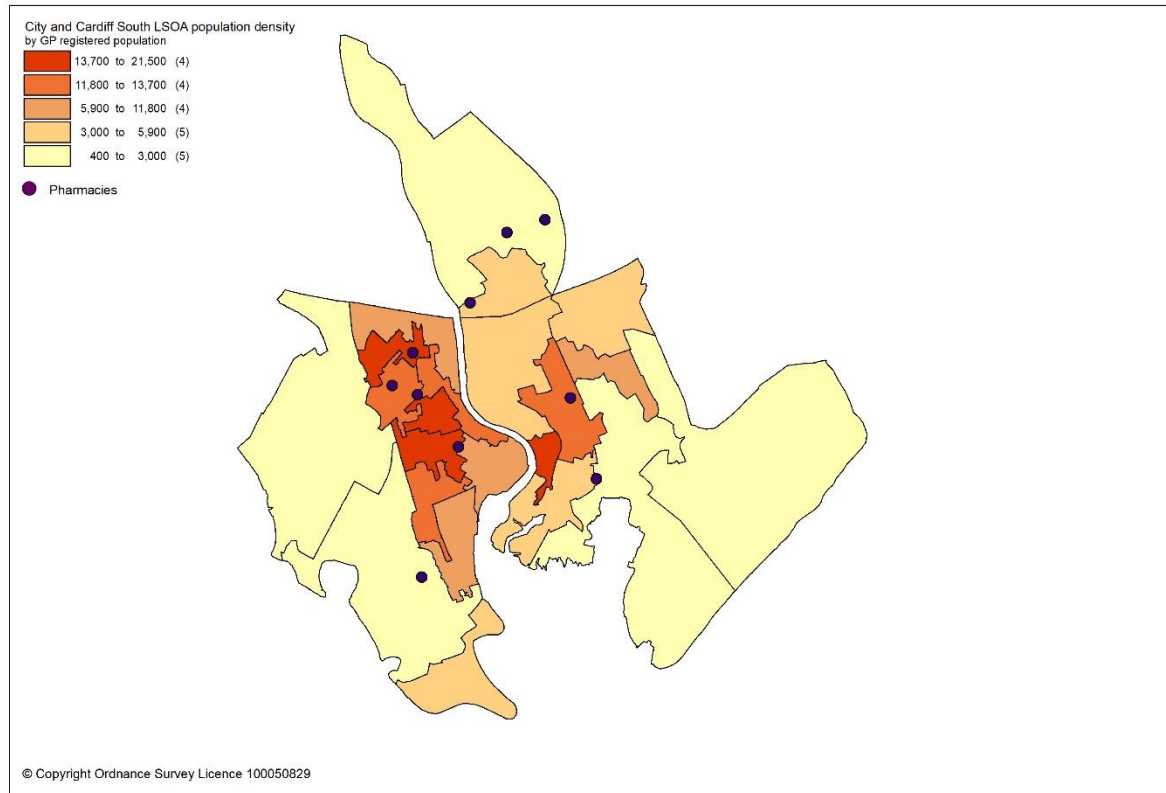 City and Cardiff South LSOA population density
by GP registered population
13,700 to 21,500 (4)
11,800 to 13,700 (4)
5,900 to 11,800 (4)
3,000 to 5,900 (5)
400 to 3,000 (5)
Pharmacies
© Copyright Ordnance Survey Licence 100050829